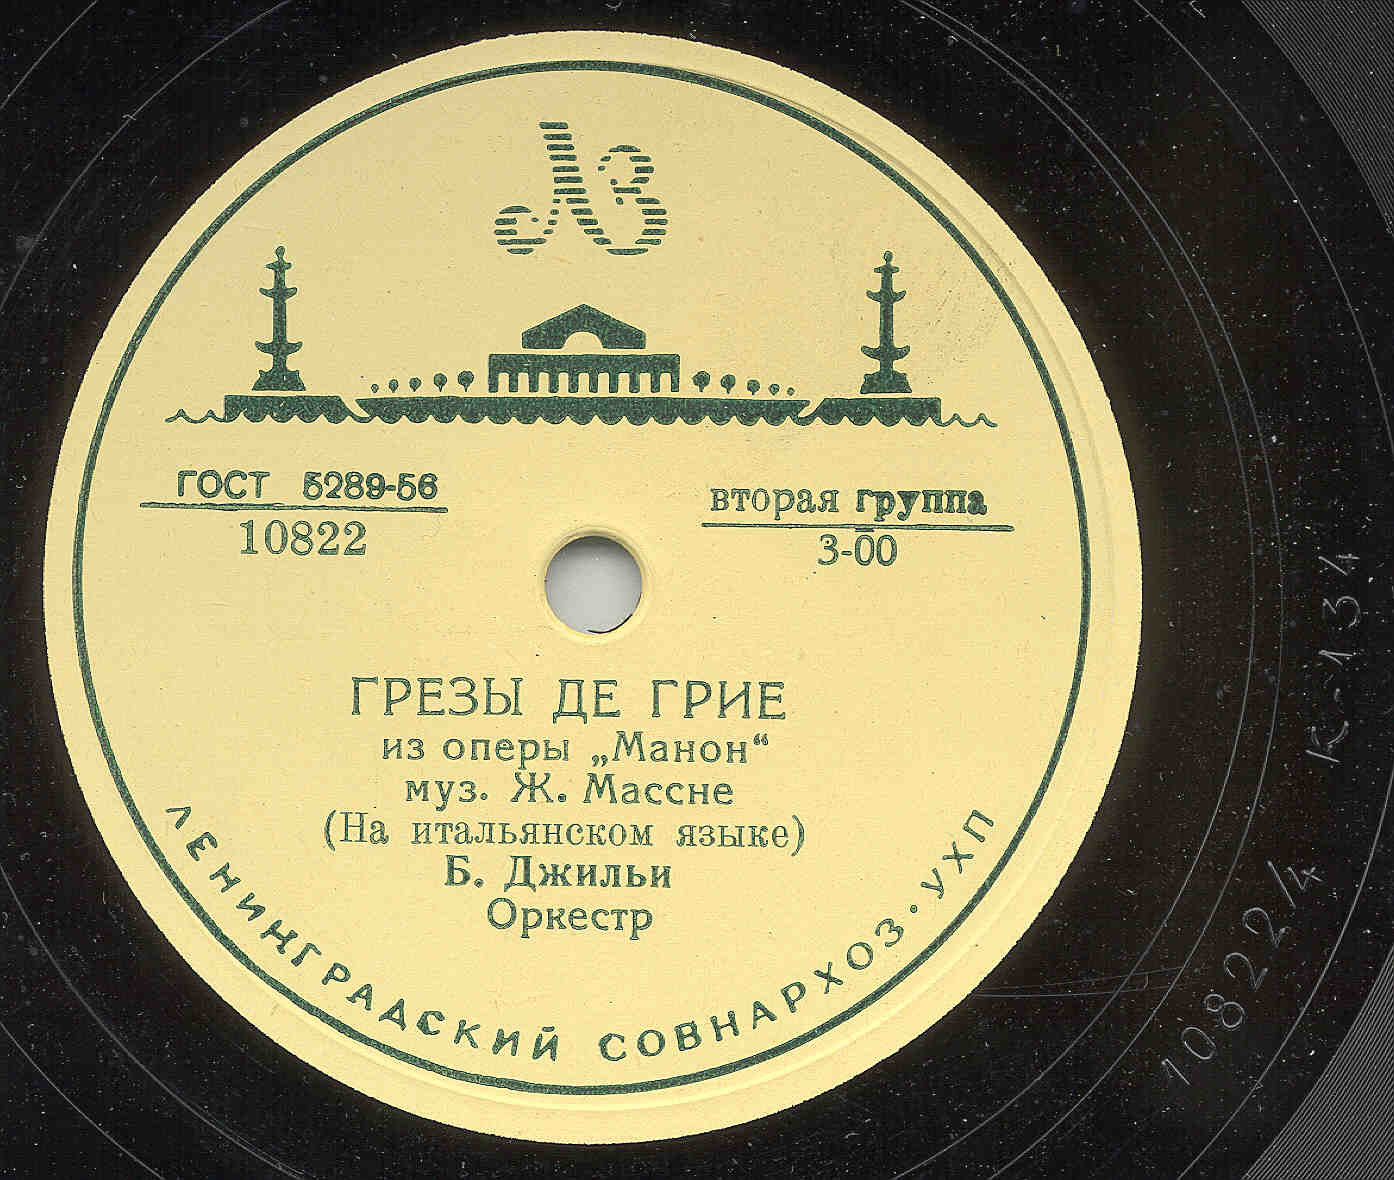 ЛЗ
ГОСТ 5289-56
10822
вторая группа
3-00
ГРЕЗЫ ДЕ ГРИЕ
из оперы „Манон“
муз. Ж. Массне
(На итальянском языке)
Б. Джильи
Оркестр
ЛЕНИНГРАДСКИЙ СОВНАРХОЗ·УХП
К-134
10822/4